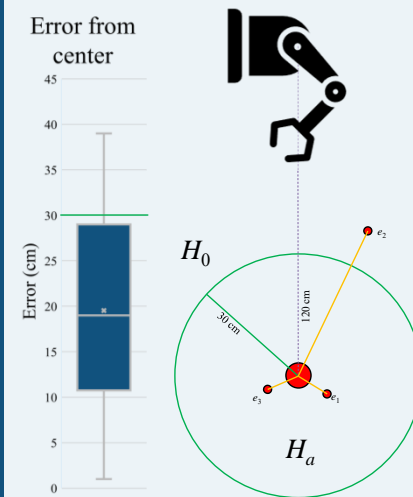 Error from
center
Error (cm)
45
40
35
30
25
20
15
10
5
0
H₀
30 cm
120 cm
e₂
e₃
e₁
Hₐ